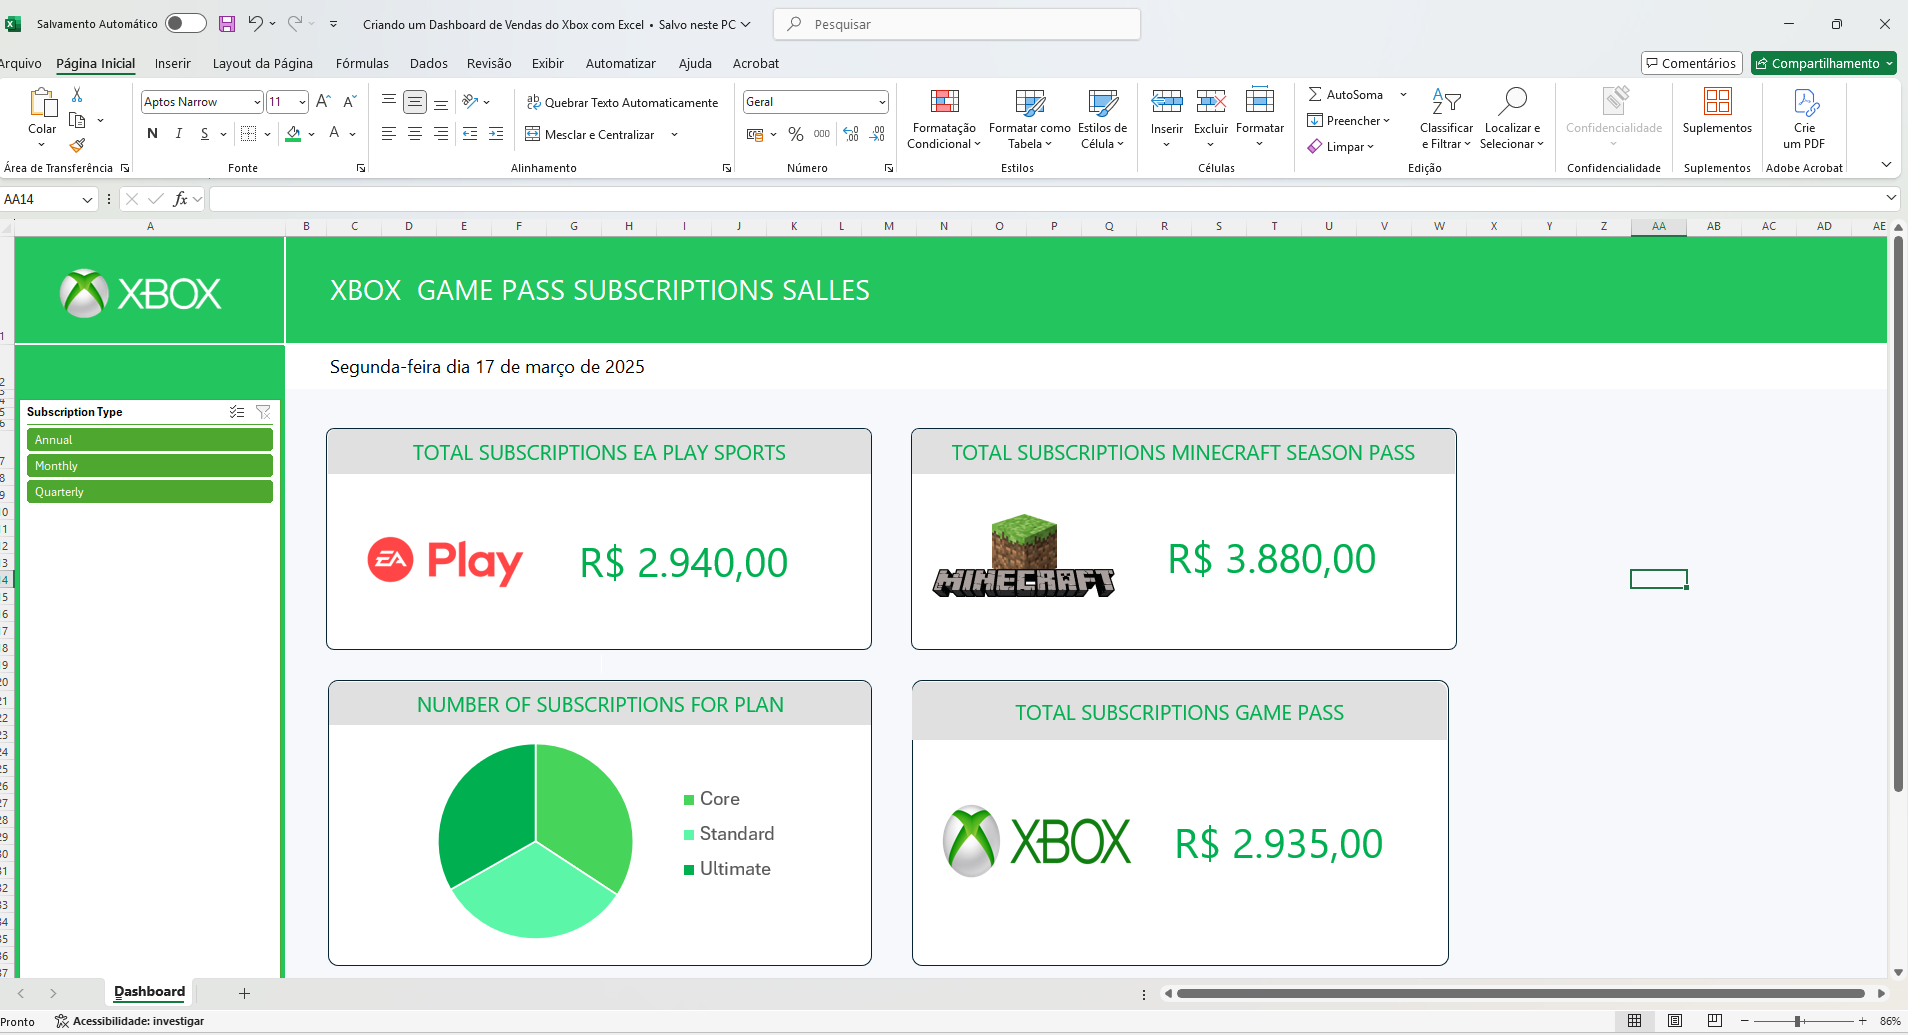 Salvamento Automático
Criando um Dashboard de Vendas do Xbox com Excel • Salvo neste PC
Pesquisar
Arquivo Página Inicial Inserir Layout da Página Fórmulas Dados Revisão Exibir Automatizar Ajuda Acrobat
Comentários
Compartilhamento
Colar
Área de Transferência
Aptos Narrow 11
N I S
Fonte
Quebrar Texto Automaticamente
Mesclar e Centralizar
Alinhamento
Geral
% 000
Número
Formatação Condicional
Formatar como Tabela
Estilos de Célula
Estilos
Inserir Excluir Formatar
Células
AutoSoma
Preencher
Limpar
Classificar e Filtrar
Localizar e Selecionar
Edição
Confidencialidade
Confidencialidade
Suplementos
Suplementos
Crie um PDF
Adobe Acrobat
AA14
fx
A B C D E F G H I J K L M N O P Q R S T U V W X Y Z AA AB AC AD AE
XBOX
XBOX GAME PASS SUBSCRIPTIONS SALLES
Segunda-feira dia 17 de março de 2025
Subscription Type
Annual
Monthly
Quarterly
TOTAL SUBSCRIPTIONS EA PLAY SPORTS
EA Play
R$ 2.940,00
TOTAL SUBSCRIPTIONS MINECRAFT SEASON PASS
MINECRAFT
R$ 3.880,00
NUMBER OF SUBSCRIPTIONS FOR PLAN
Core
Standard
Ultimate
TOTAL SUBSCRIPTIONS GAME PASS
XBOX
R$ 2.935,00
Dashboard
Pronto
Acessibilidade: investigar
86%